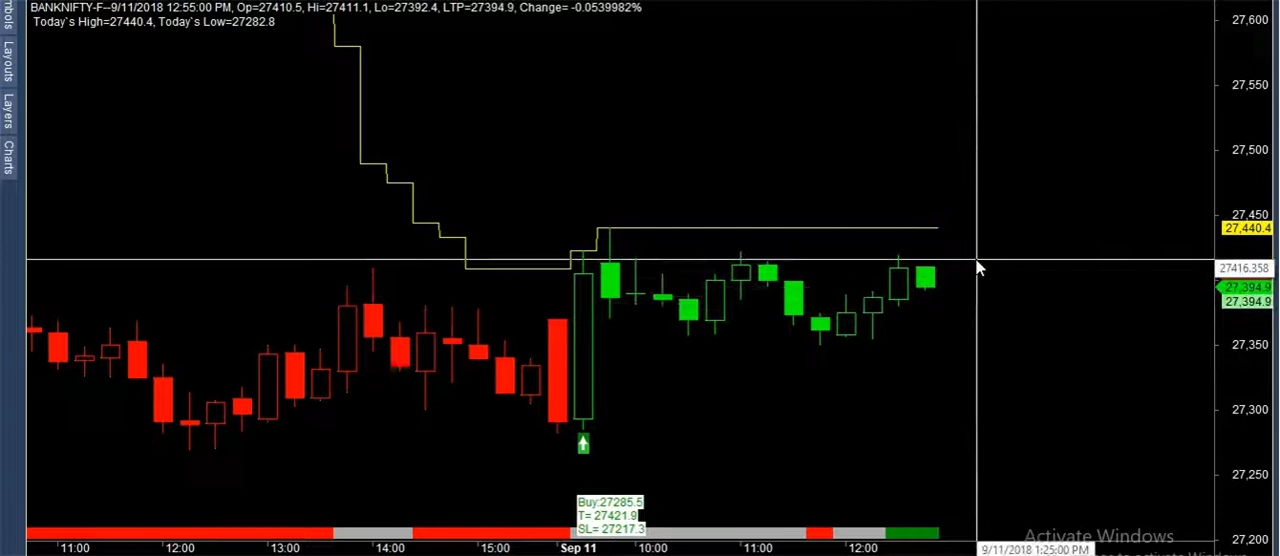 BANKNIFTY-F--9/11/2018 12:55:00 PM, Op=27410.5, Hi=27411.1, Lo=27392.4, LTP=27394.9, Change= -0.0539982%
Today`s High=27440.4, Today`s Low=27282.8
Layouts
Layers
Charts
27,600
27,550
27,500
27,450
27,440.4
27416.358
27,394.9
27,394.9
27,350
27,300
27,250
27,200
Buy:27285.5
T= 27421.9
SL= 27217.3
Activate Windows
11:00
12:00
13:00
14:00
15:00
Sep 11
10:00
11:00
12:00
9/11/2018 1:25:00 PM